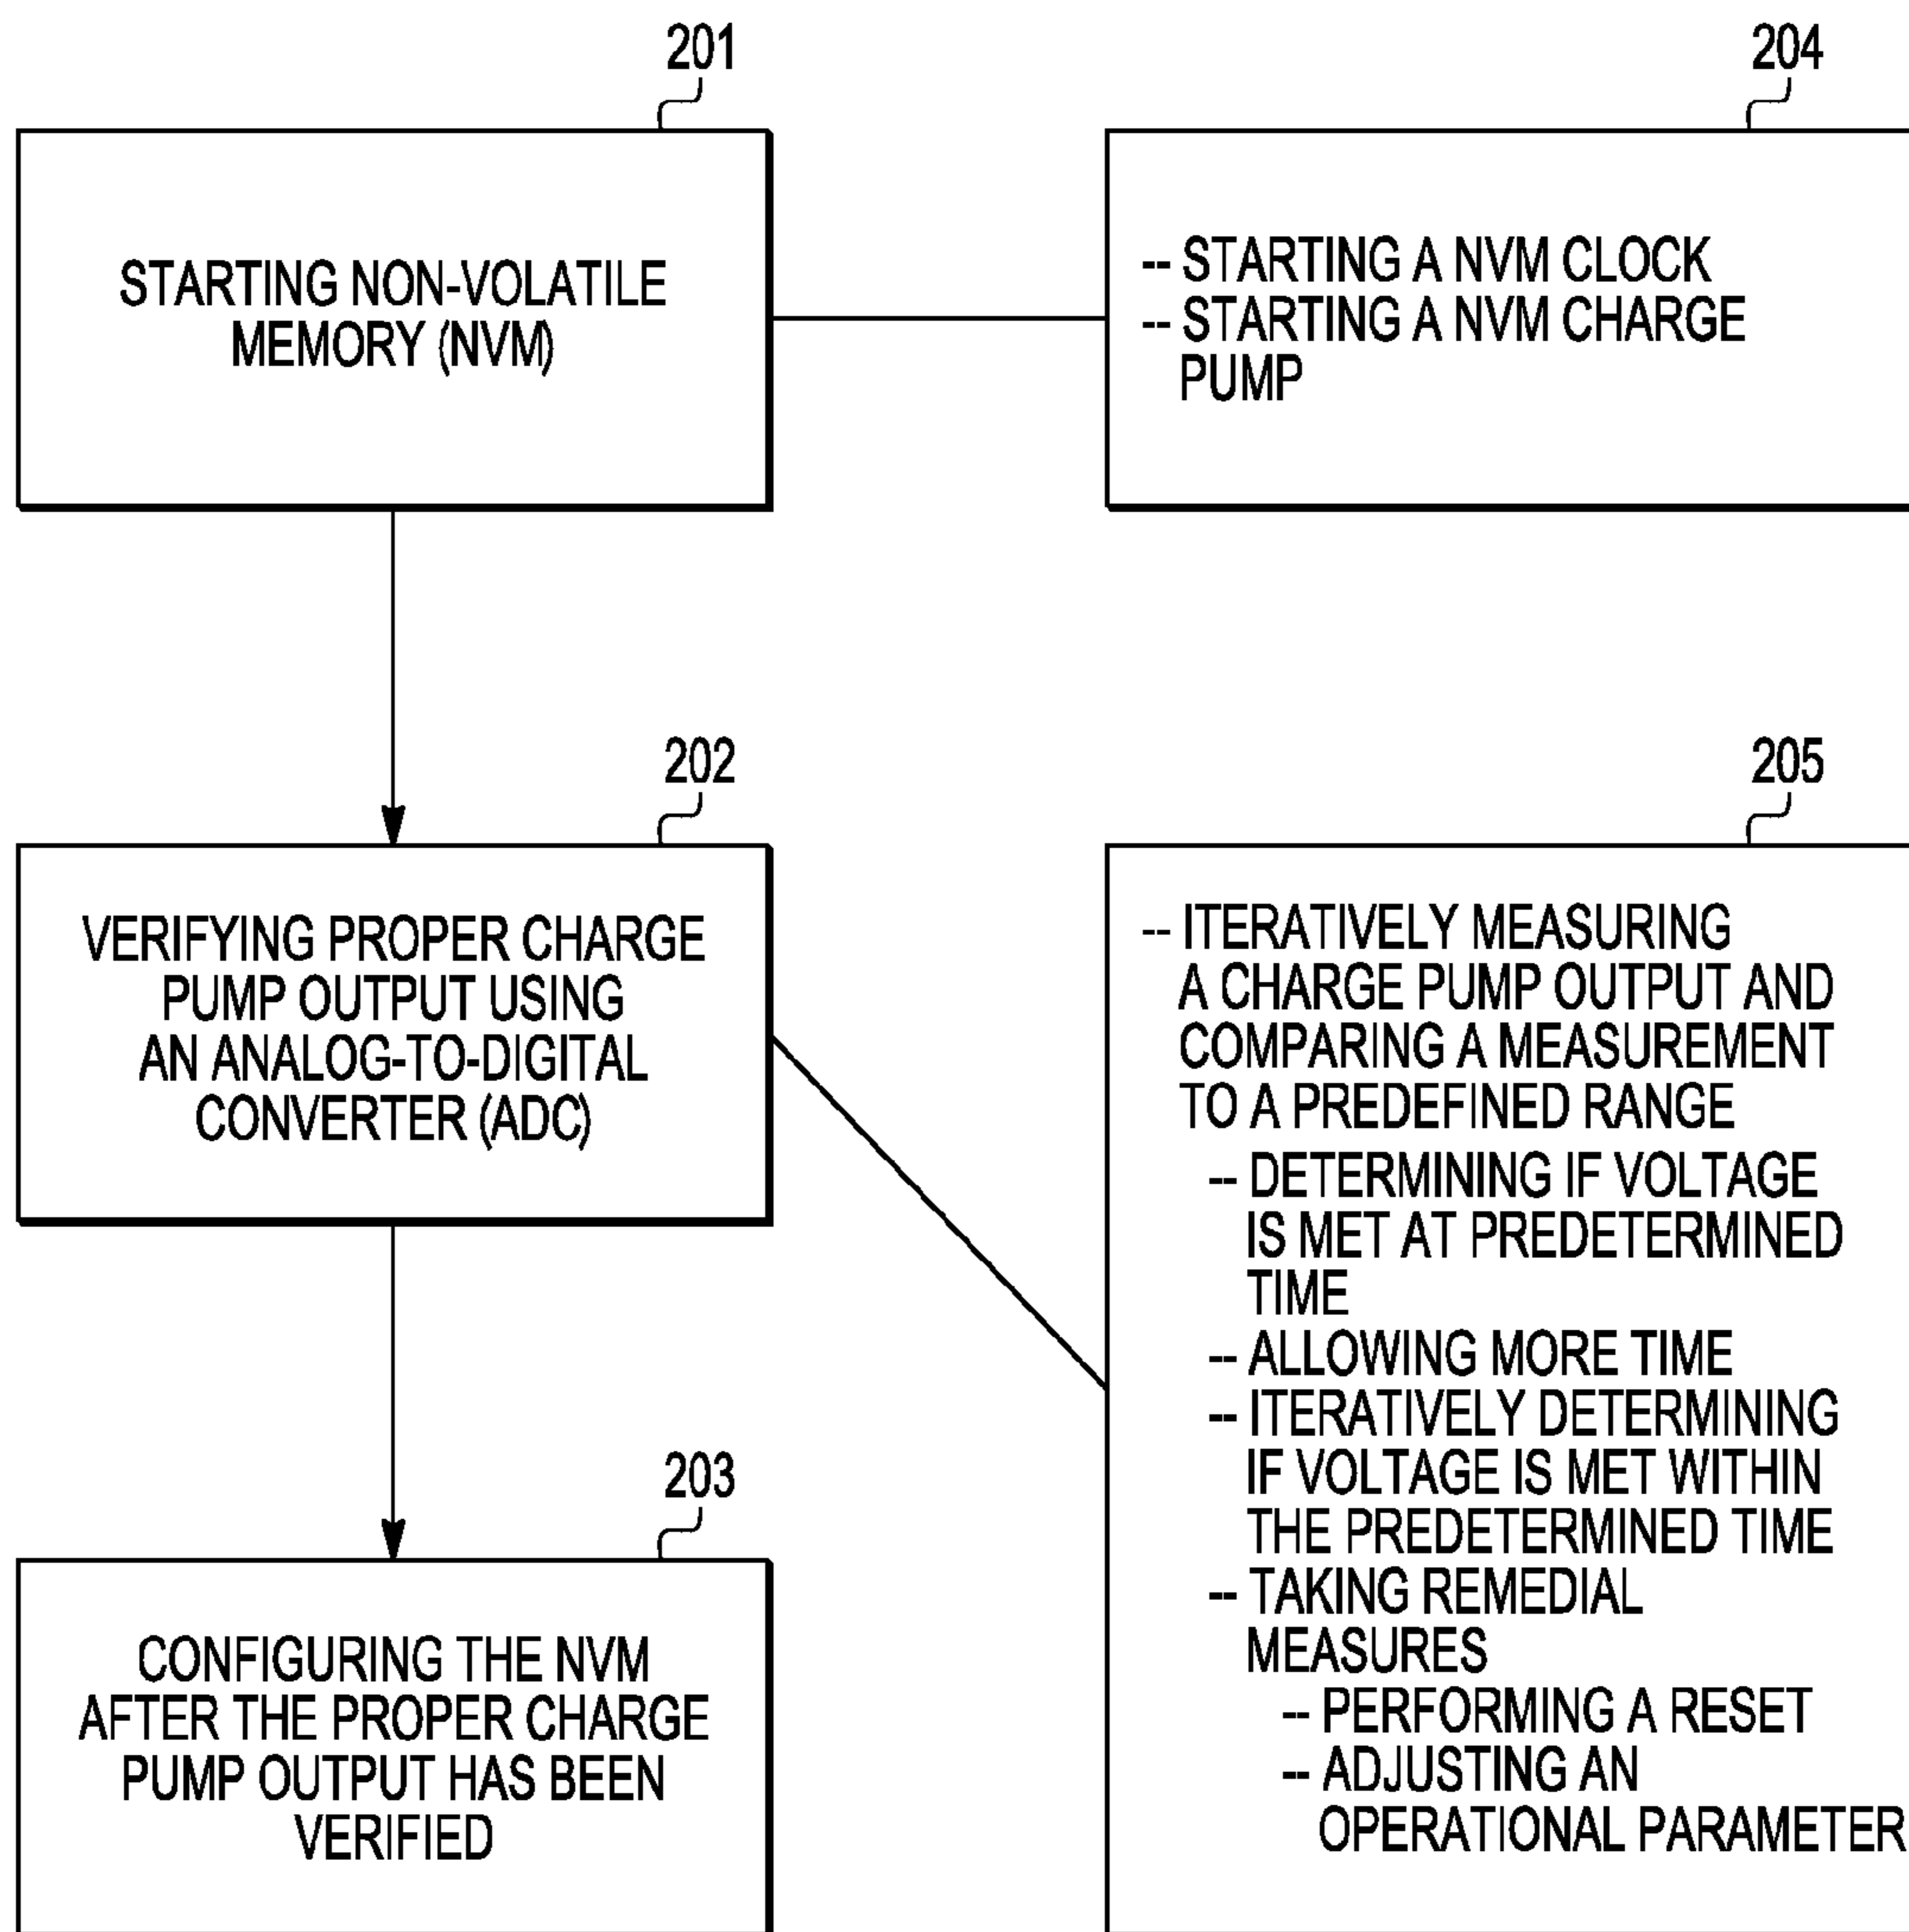 201
STARTING NON-VOLATILE
MEMORY (NVM)
204
-- STARTING A NVM CLOCK
-- STARTING A NVM CHARGE
PUMP
202
VERIFYING PROPER CHARGE
PUMP OUTPUT USING
AN ANALOG-TO-DIGITAL
CONVERTER (ADC)
205
-- ITERATIVELY MEASURING
A CHARGE PUMP OUTPUT AND
COMPARING A MEASUREMENT
TO A PREDEFINED RANGE
-- DETERMINING IF VOLTAGE
IS MET AT PREDETERMINED
TIME
-- ALLOWING MORE TIME
-- ITERATIVELY DETERMINING
IF VOLTAGE IS MET WITHIN
THE PREDETERMINED TIME
-- TAKING REMEDIAL
MEASURES
-- PERFORMING A RESET
-- ADJUSTING AN
OPERATIONAL PARAMETER
203
CONFIGURING THE NVM
AFTER THE PROPER CHARGE
PUMP OUTPUT HAS BEEN
VERIFIED